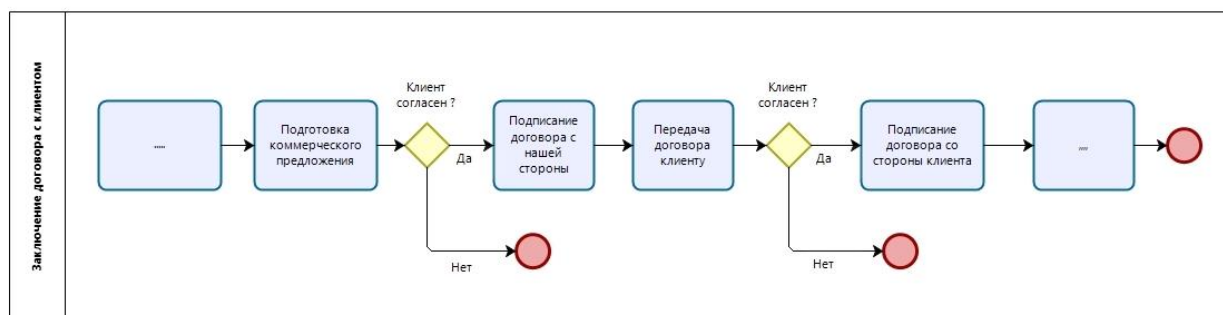 Заключение договора с клиентом
.....
Подготовка
коммерческого
предложения
Клиент
согласен ?
Да
Нет
Подписание
договора с
нашей
стороны
Передача
договора
клиенту
Клиент
согласен ?
Да
Нет
Подписание
договора со
стороны клиента
,,,,